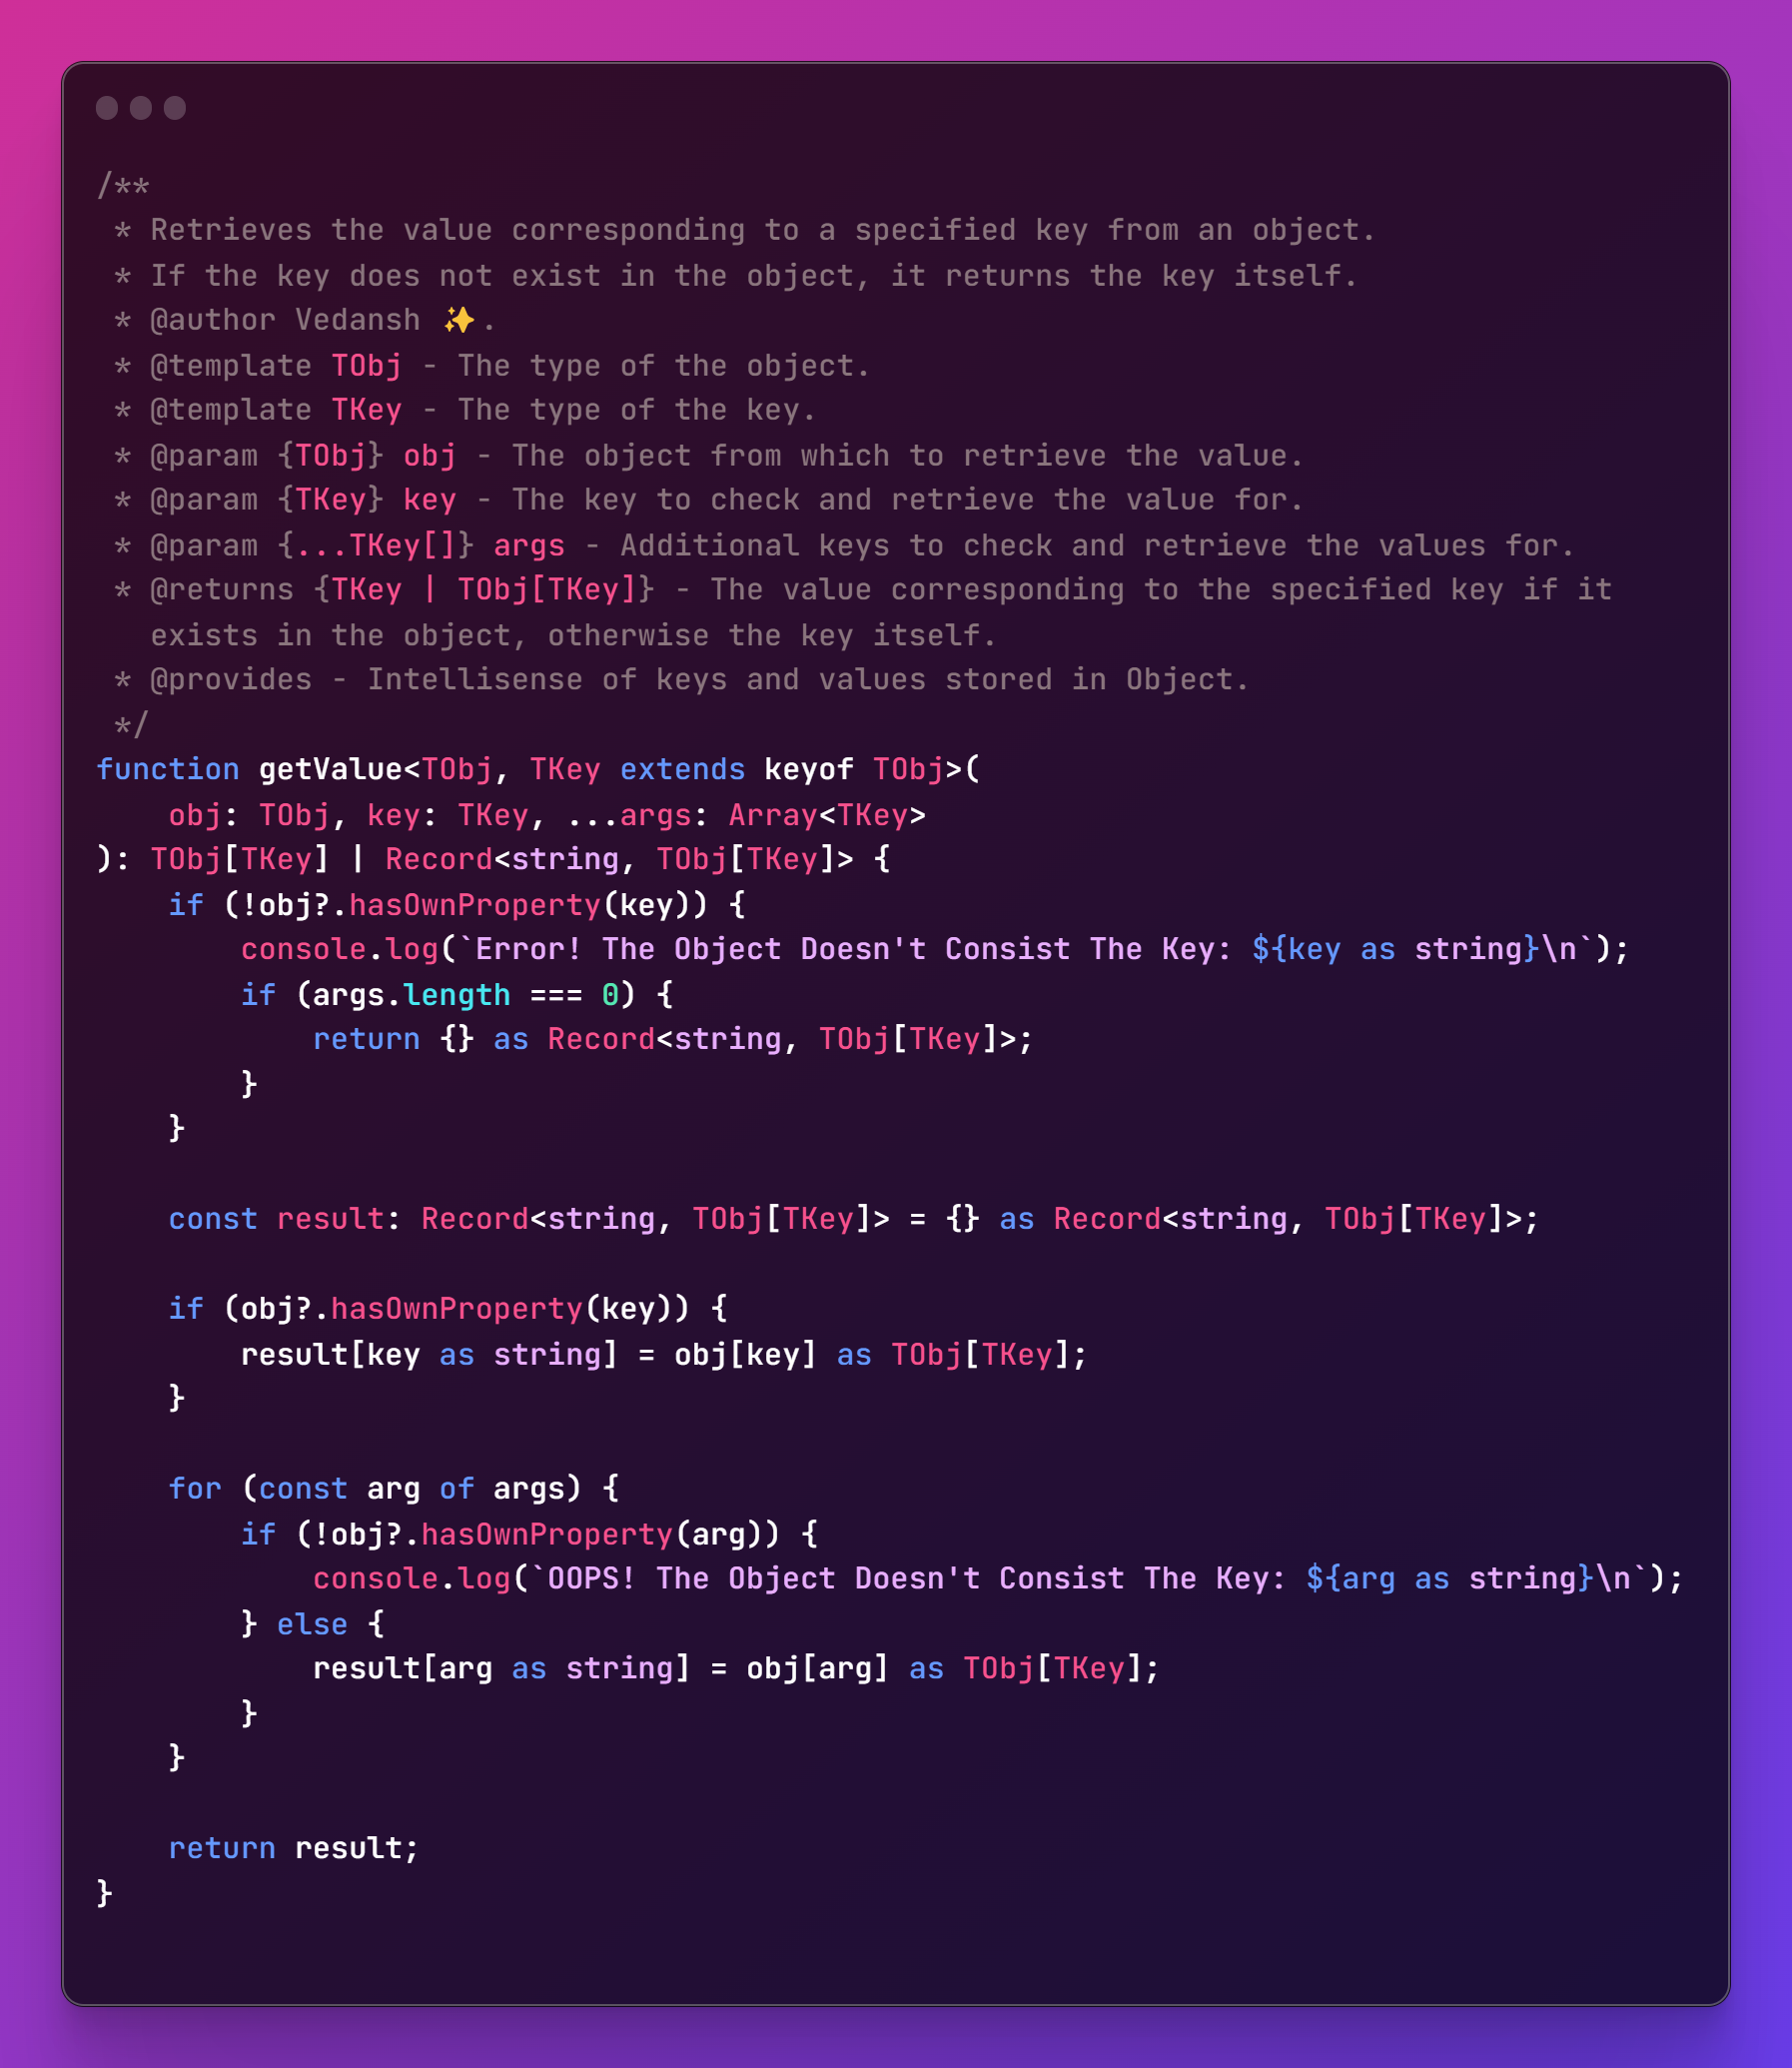 /**
 * Retrieves the value corresponding to a specified key from an object.
 * If the key does not exist in the object, it returns the key itself.
 * @author Vedansh ✨.
 * @template TObj - The type of the object.
 * @template TKey - The type of the key.
 * @param {TObj} obj - The object from which to retrieve the value.
 * @param {TKey} key - The key to check and retrieve the value for.
 * @param {...TKey[]} args - Additional keys to check and retrieve the values for.
 * @returns {TKey | TObj[TKey]} - The value corresponding to the specified key if it
   exists in the object, otherwise the key itself.
 * @provides - Intellisense of keys and values stored in Object.
 */
function getValue<TObj, TKey extends keyof TObj>(
    obj: TObj, key: TKey, ...args: Array<TKey>
): TObj[TKey] | Record<string, TObj[TKey]> {
    if (!obj?.hasOwnProperty(key)) {
        console.log(`Error! The Object Doesn't Consist The Key: ${key as string}\n`);
        if (args.length === 0) {
            return {} as Record<string, TObj[TKey]>;
        }
    }

    const result: Record<string, TObj[TKey]> = {} as Record<string, TObj[TKey]>;

    if (obj?.hasOwnProperty(key)) {
        result[key as string] = obj[key] as TObj[TKey];
    }

    for (const arg of args) {
        if (!obj?.hasOwnProperty(arg)) {
            console.log(`OOPS! The Object Doesn't Consist The Key: ${arg as string}\n`);
        } else {
            result[arg as string] = obj[arg] as TObj[TKey];
        }
    }

    return result;
}